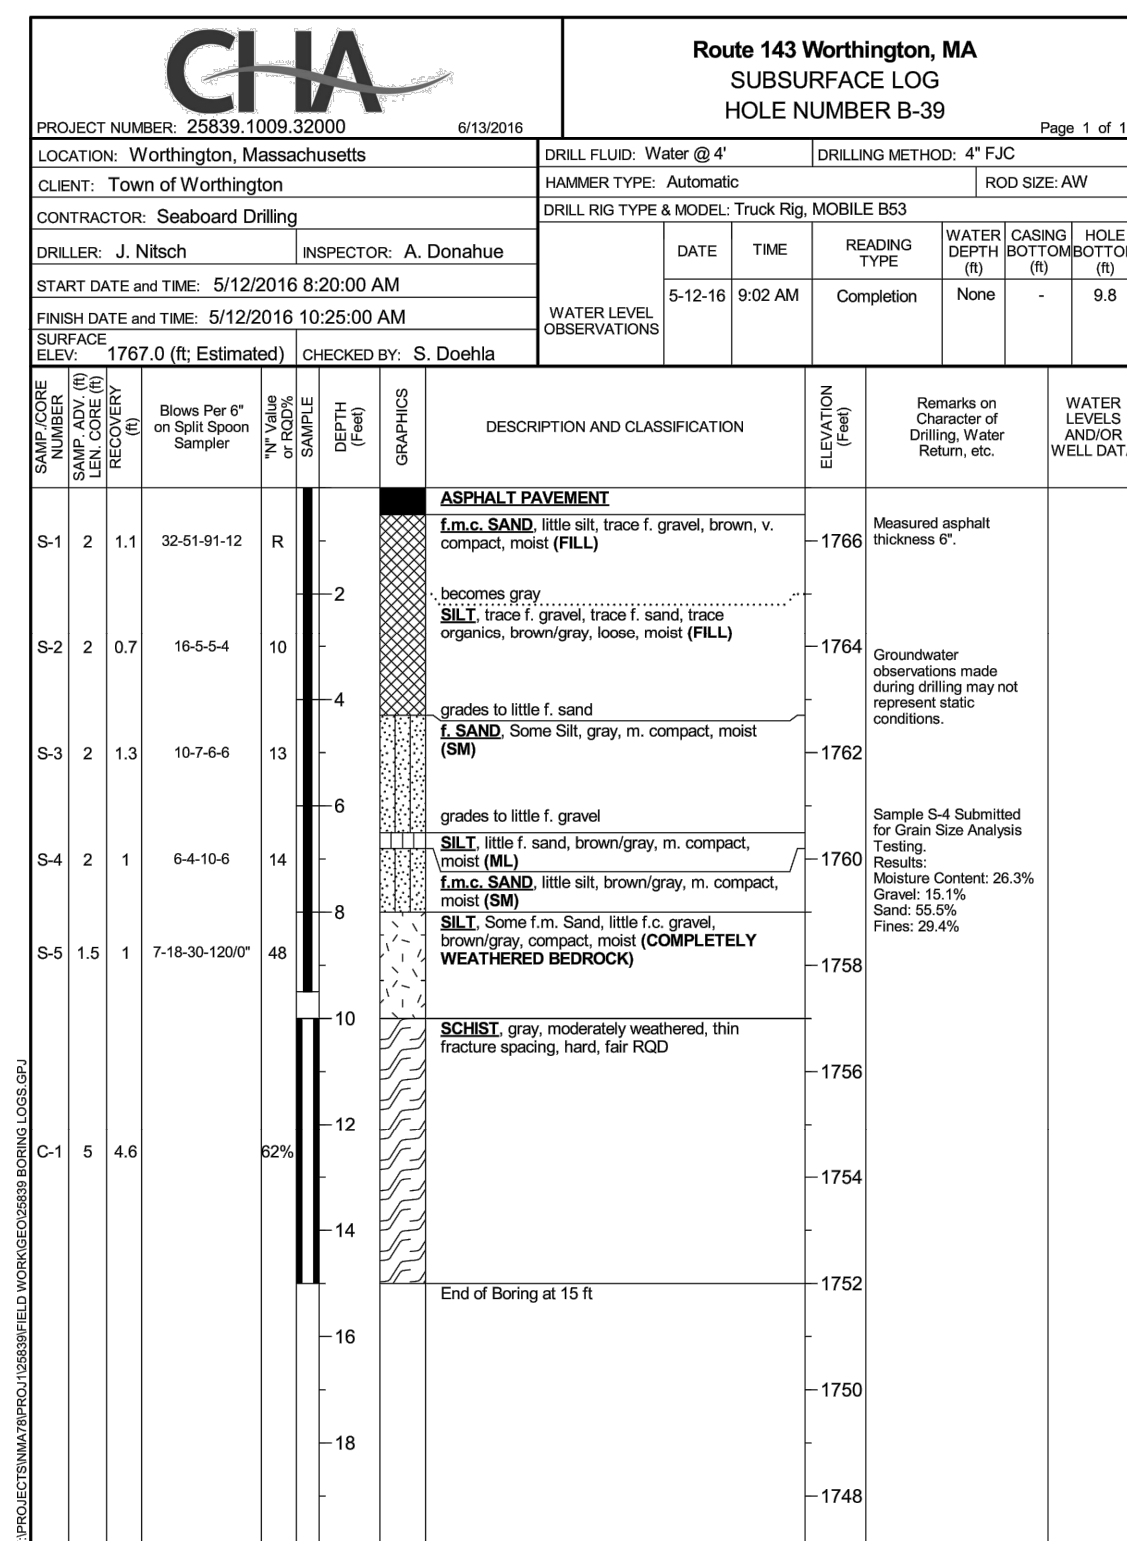 CHA
Route 143 Worthington, MA
SUBSURFACE LOG
HOLE NUMBER B-39
PROJECT NUMBER: 25839.1009.32000 6/13/2016
Page 1 of 1
LOCATION: Worthington, Massachusetts
DRILL FLUID: Water @ 4'
DRILLING METHOD: 4" FJC
CLIENT: Town of Worthington
HAMMER TYPE: Automatic
ROD SIZE: AW
CONTRACTOR: Seaboard Drilling
DRILL RIG TYPE & MODEL: Truck Rig, MOBILE B53
DRILLER: J. Nitsch
INSPECTOR: A. Donahue
START DATE and TIME: 5/12/2016 8:20:00 AM
FINISH DATE and TIME: 5/12/2016 10:25:00 AM
SURFACE
ELEV: 1767.0 (ft; Estimated)
CHECKED BY: S. Doehla
WATER LEVEL
OBSERVATIONS
DATE
TIME
READING
TYPE
WATER
DEPTH
(ft)
CASING
BOTTOM
(ft)
HOLE
BOTTO
(ft)
5-12-16 9:02 AM Completion None - 9.8
SAMP./CORE
NUMBER
SAMP. ADV. (ft)
LEN. CORE (ft)
RECOVERY
(ft)
Blows Per 6"
on Split Spoon
Sampler
"N" Value
or RQD%
SAMPLE
DEPTH
(Feet)
GRAPHICS
DESCRIPTION AND CLASSIFICATION
ELEVATION
(Feet)
Remarks on
Character of
Drilling, Water
Return, etc.
WATER
LEVELS
AND/OR
WELL DAT
ASPHALT PAVEMENT
f.m.c. SAND, little silt, trace f. gravel, brown, v.
compact, moist (FILL)
Measured asphalt
thickness 6".
S-1 2 1.1 32-51-91-12 R
1766
becomes gray
2
SILT, trace f. gravel, trace f. sand, trace
organics, brown/gray, loose, moist (FILL)
S-2 2 0.7 16-5-5-4 10
1764
Groundwater
observations made
during drilling may not
represent static
conditions.
4
grades to little f. sand
f. SAND, Some Silt, gray, m. compact, moist
(SM)
S-3 2 1.3 10-7-6-6 13
1762
6
grades to little f. gravel
Sample S-4 Submitted
for Grain Size Analysis
Testing.
Results:
Moisture Content: 26.3%
Gravel: 15.1%
Sand: 55.5%
Fines: 29.4%
SILT, little f. sand, brown/gray, m. compact,
moist (ML)
S-4 2 1 6-4-10-6 14
1760
f.m.c. SAND, little silt, brown/gray, m. compact,
moist (SM)
8
SILT, Some f.m. Sand, little f.c. gravel,
brown/gray, compact, moist (COMPLETELY
WEATHERED BEDROCK)
S-5 1.5 1 7-18-30-120/0" 48
1758
10
SCHIST, gray, moderately weathered, thin
fracture spacing, hard, fair RQD
1756
12
C-1 5 4.6 62%
1754
14
1752
End of Boring at 15 ft
16
1750
18
1748
:\PROJECTS\NMA78\PROJ1\25839\FIELD WORK\GEO\25839 BORING LOGS.GPJ